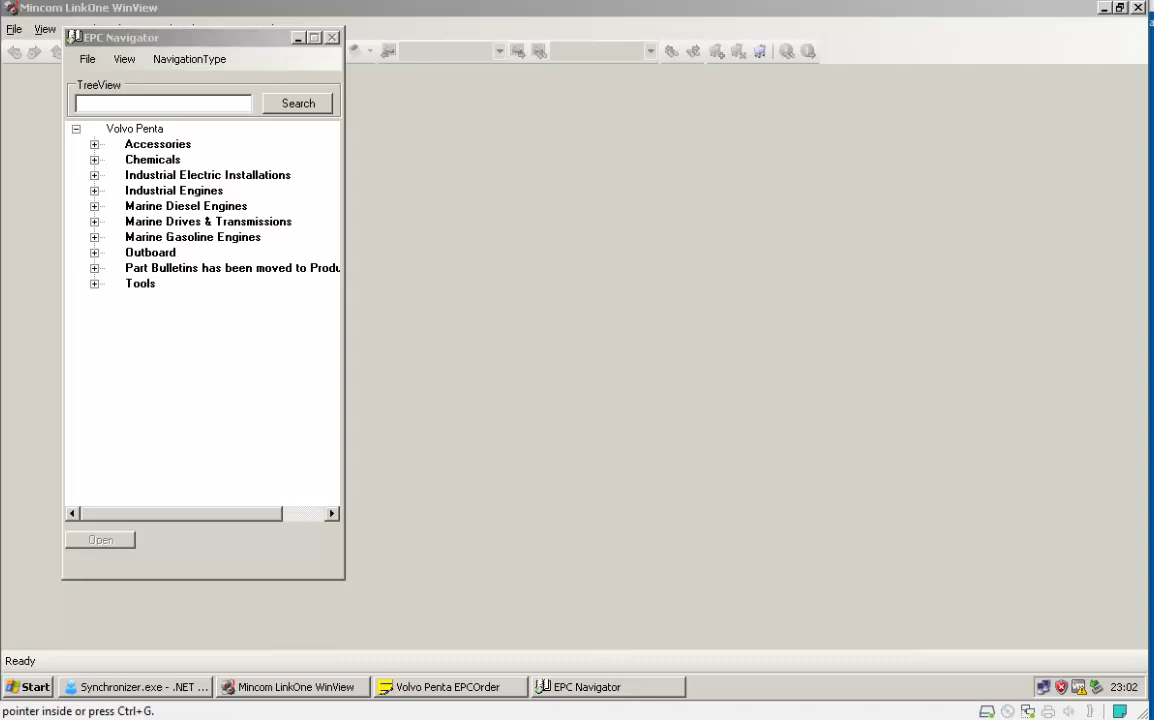 Mincom LinkOne WinView
File View
EPC Navigator
File View NavigationType
TreeView
Search
Volvo Penta
Accessories
Chemicals
Industrial Electric Installations
Industrial Engines
Marine Diesel Engines
Marine Drives & Transmissions
Marine Gasoline Engines
Outboard
Part Bulletins has been moved to Produ
Tools
Open
Ready
Start Synchronizer.exe - .NET ... Mincom LinkOne WinView Volvo Penta EPCOrder EPC Navigator 23:02
pointer inside or press Ctrl+G.